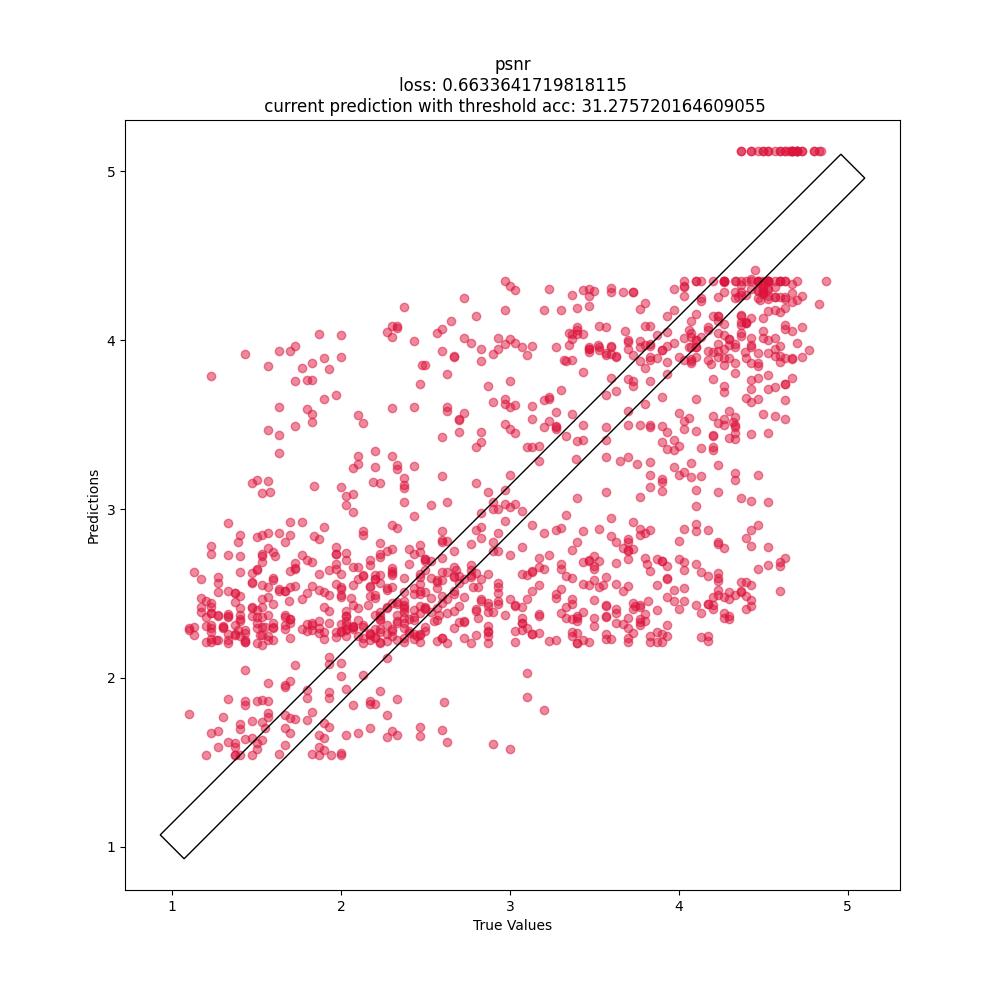 psnr
loss: 0.6633641719818115
current prediction with threshold acc: 31.275720164609055
5
4
3
2
1
Predictions
1 2 3 4 5
True Values